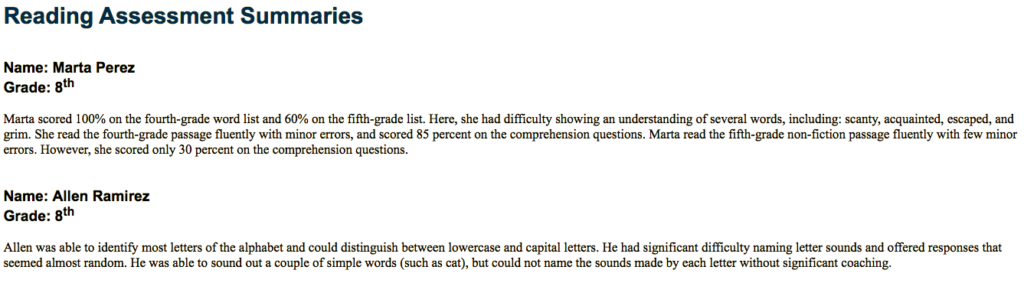 Reading Assessment Summaries
Name: Marta Perez
Grade: 8th
Marta scored 100% on the fourth-grade word list and 60% on the fifth-grade list. Here, she had difficulty showing an understanding of several words, including: scanty, acquainted, escaped, and
grim. She read the fourth-grade passage fluently with minor errors, and scored 85 percent on the comprehension questions. Marta read the fifth-grade non-fiction passage fluently with few minor
errors. However, she scored only 30 percent on the comprehension questions.
Name: Allen Ramirez
Grade: 8th
Allen was able to identify most letters of the alphabet and could distinguish between lowercase and capital letters. He had significant difficulty naming letter sounds and offered responses that
seemed almost random. He was able to sound out a couple of simple words (such as cat), but could not name the sounds made by each letter without significant coaching.